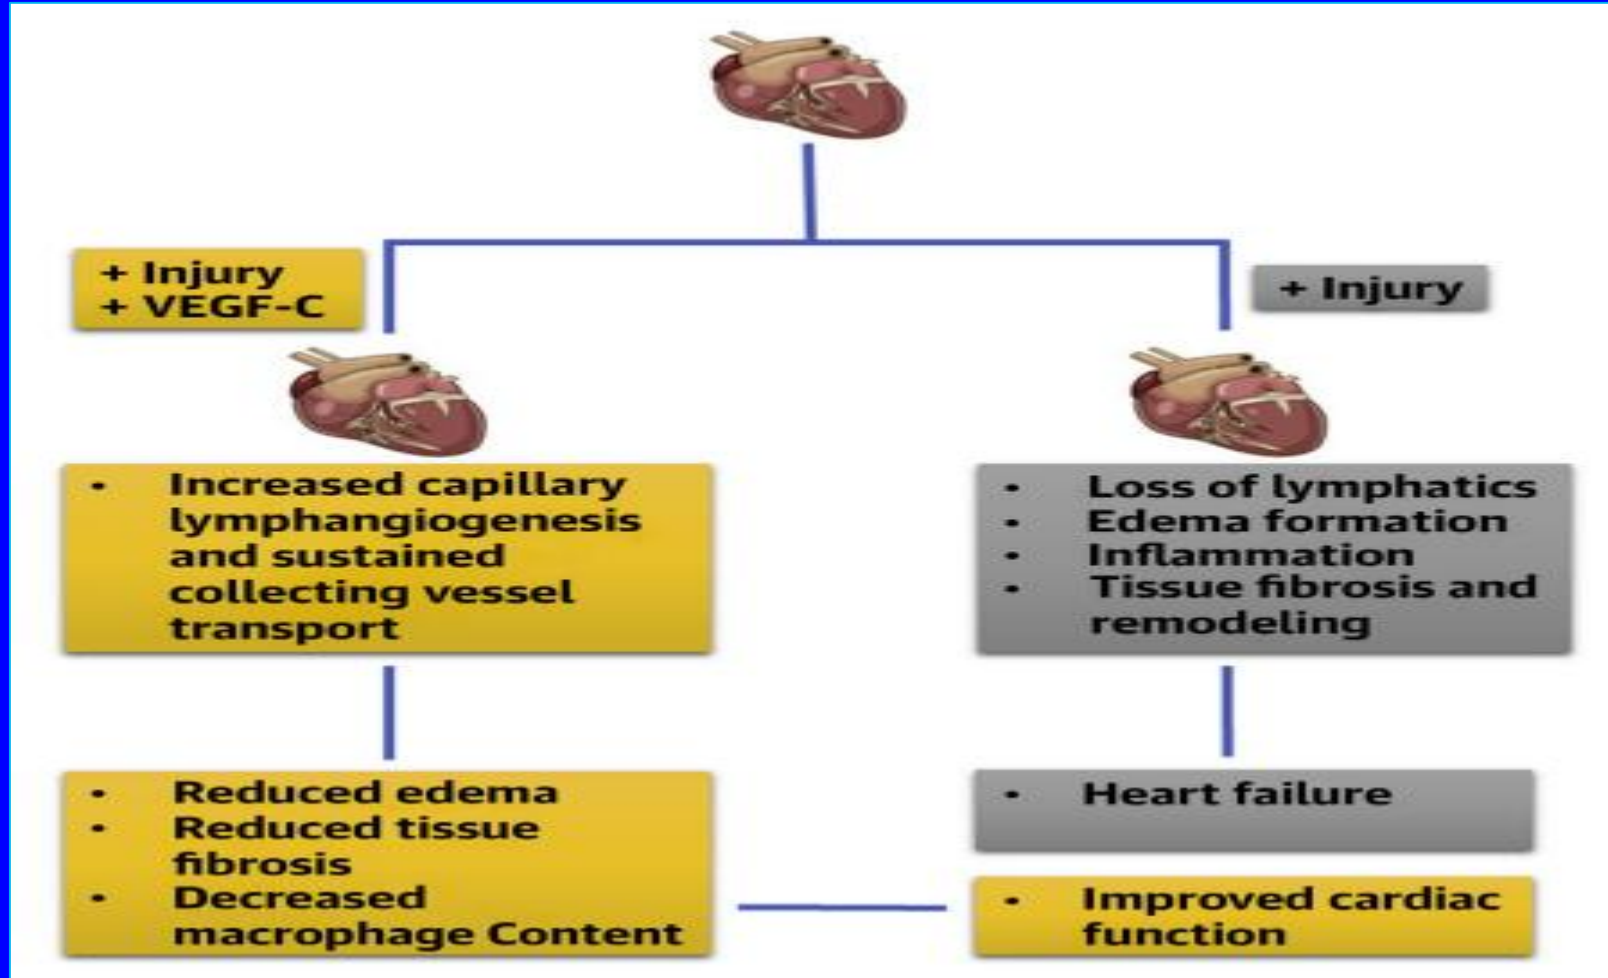 + Injury
+ VEGF-C
+ Injury
• Increased capillary
lymphangiogenesis
and sustained
collecting vessel
transport
• Loss of lymphatics
• Edema formation
• Inflammation
• Tissue fibrosis and
remodeling
• Reduced edema
• Reduced tissue
fibrosis
• Decreased
macrophage Content
• Heart failure
• Improved cardiac
function